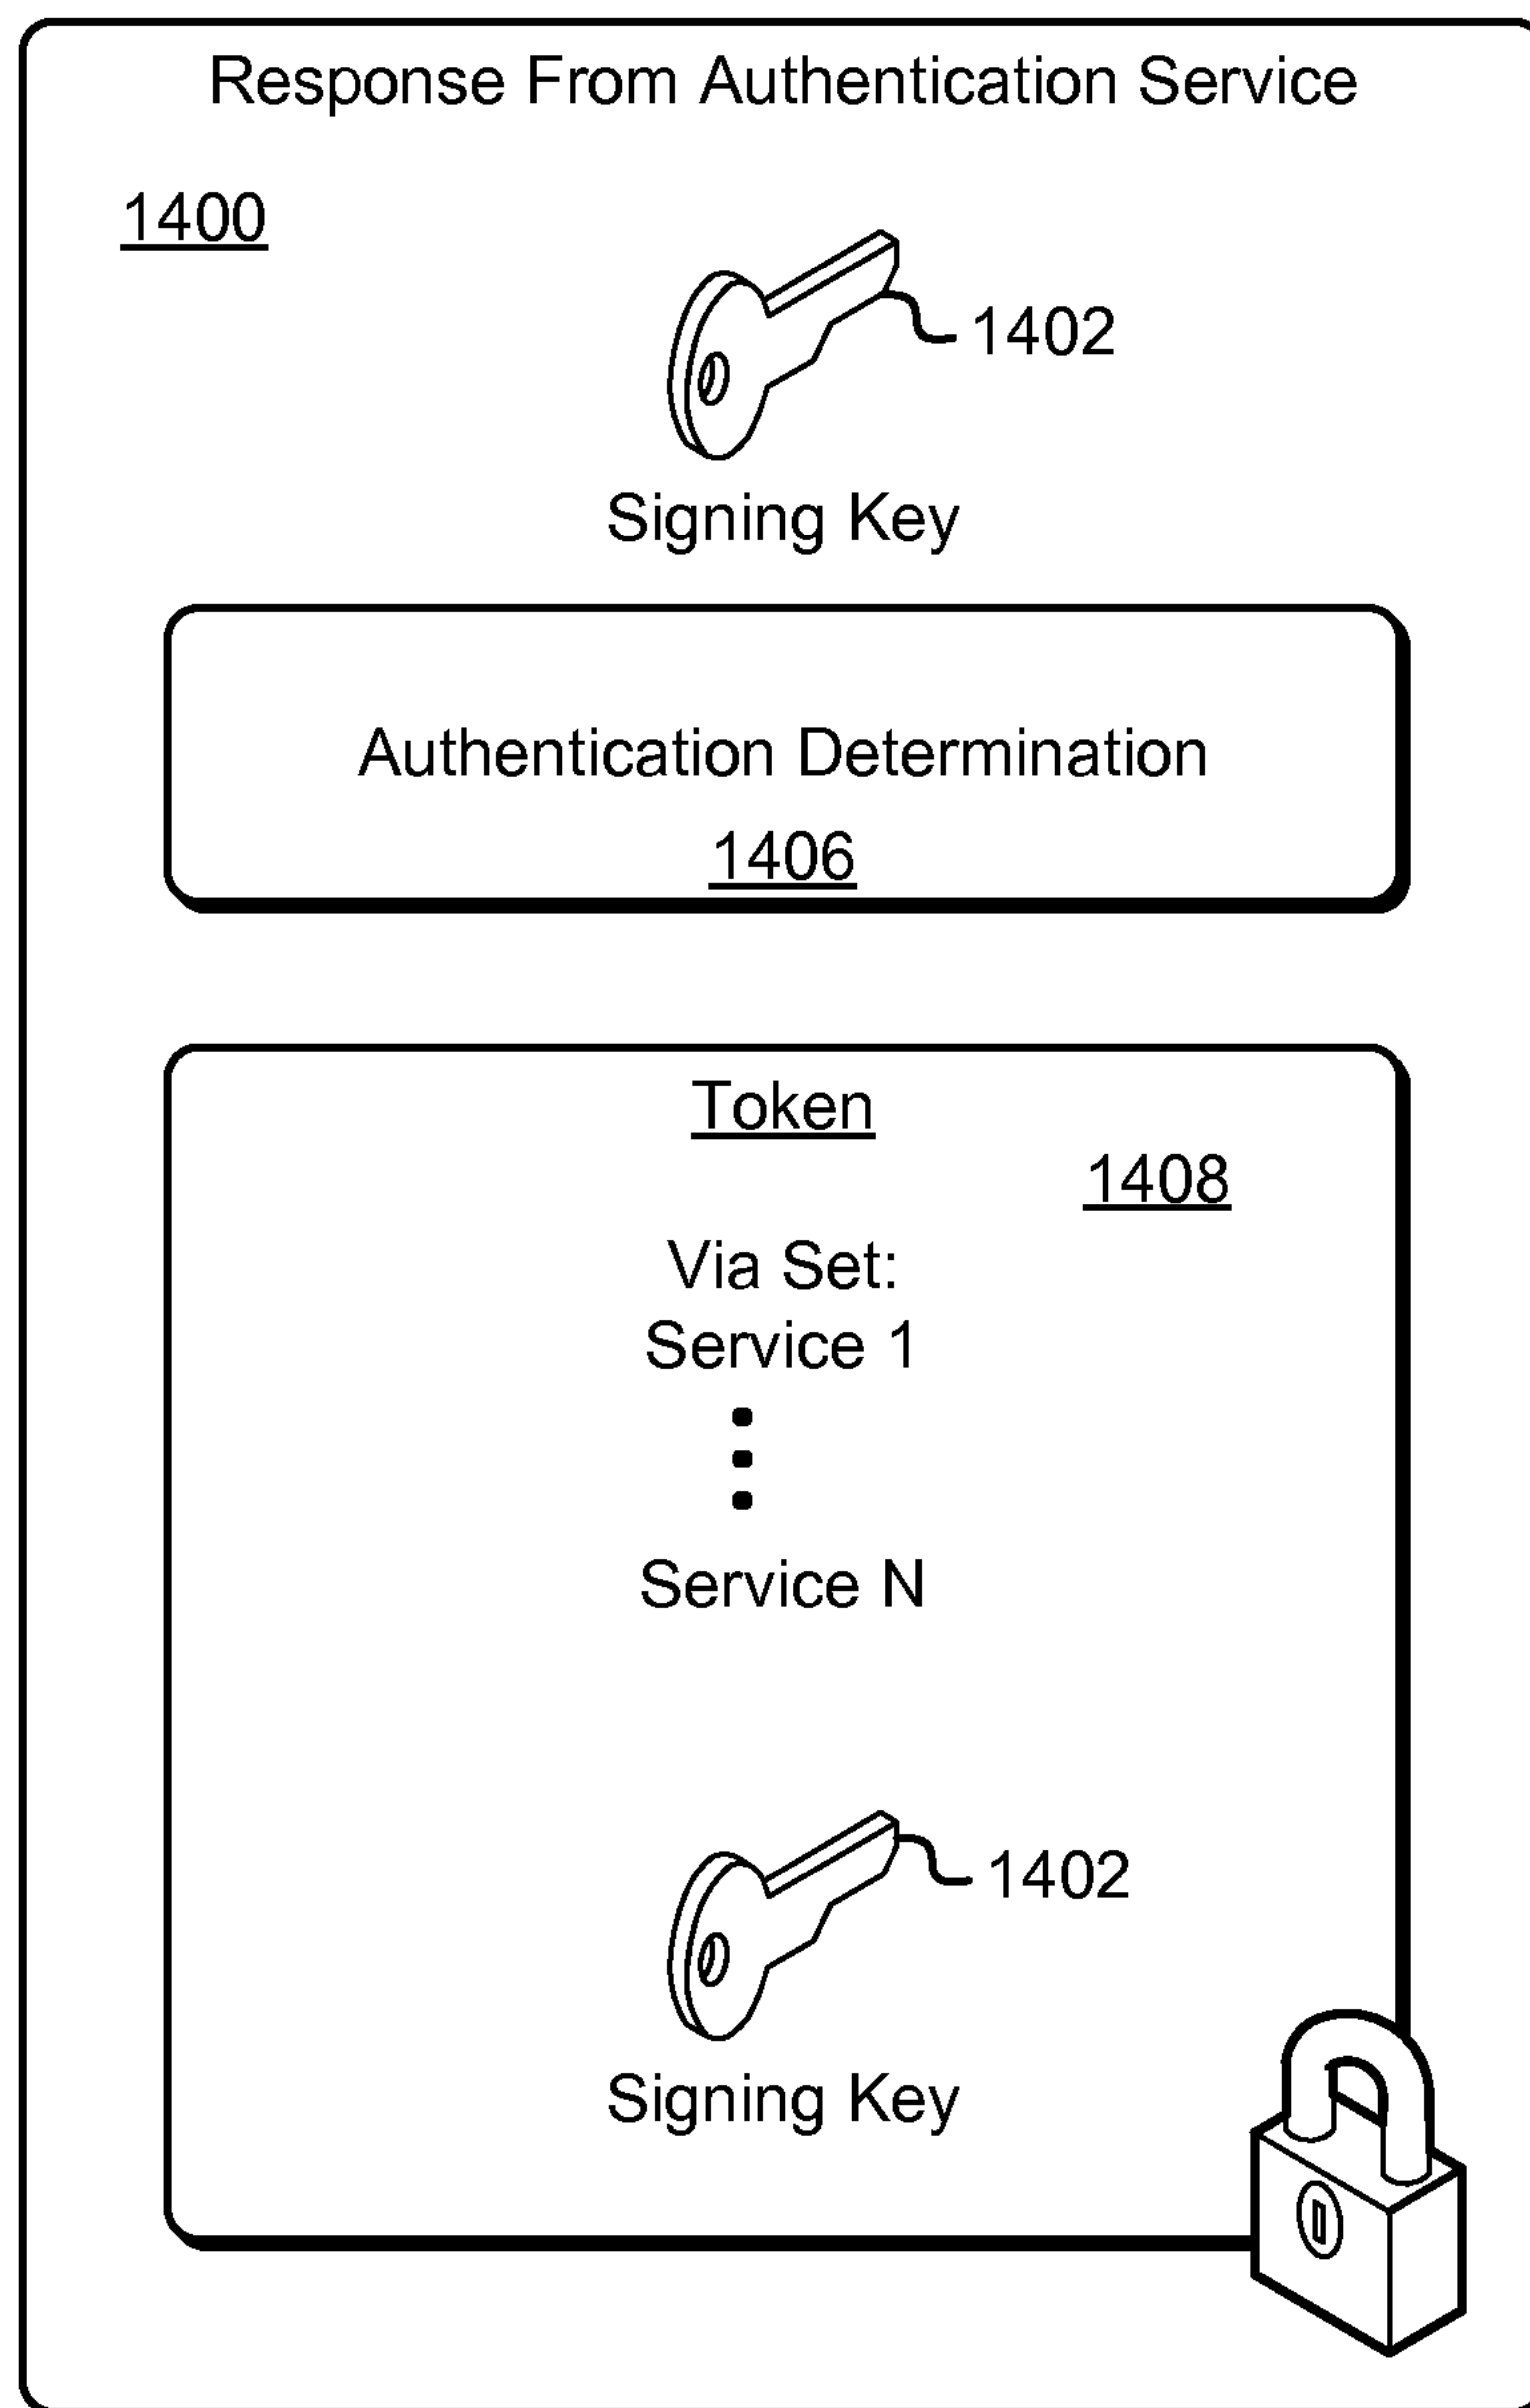 Response From Authentication Service
1400
1402
Signing Key
Authentication Determination
1406
Token
1408
Via Set:
Service 1
Service N
1402
Signing Key